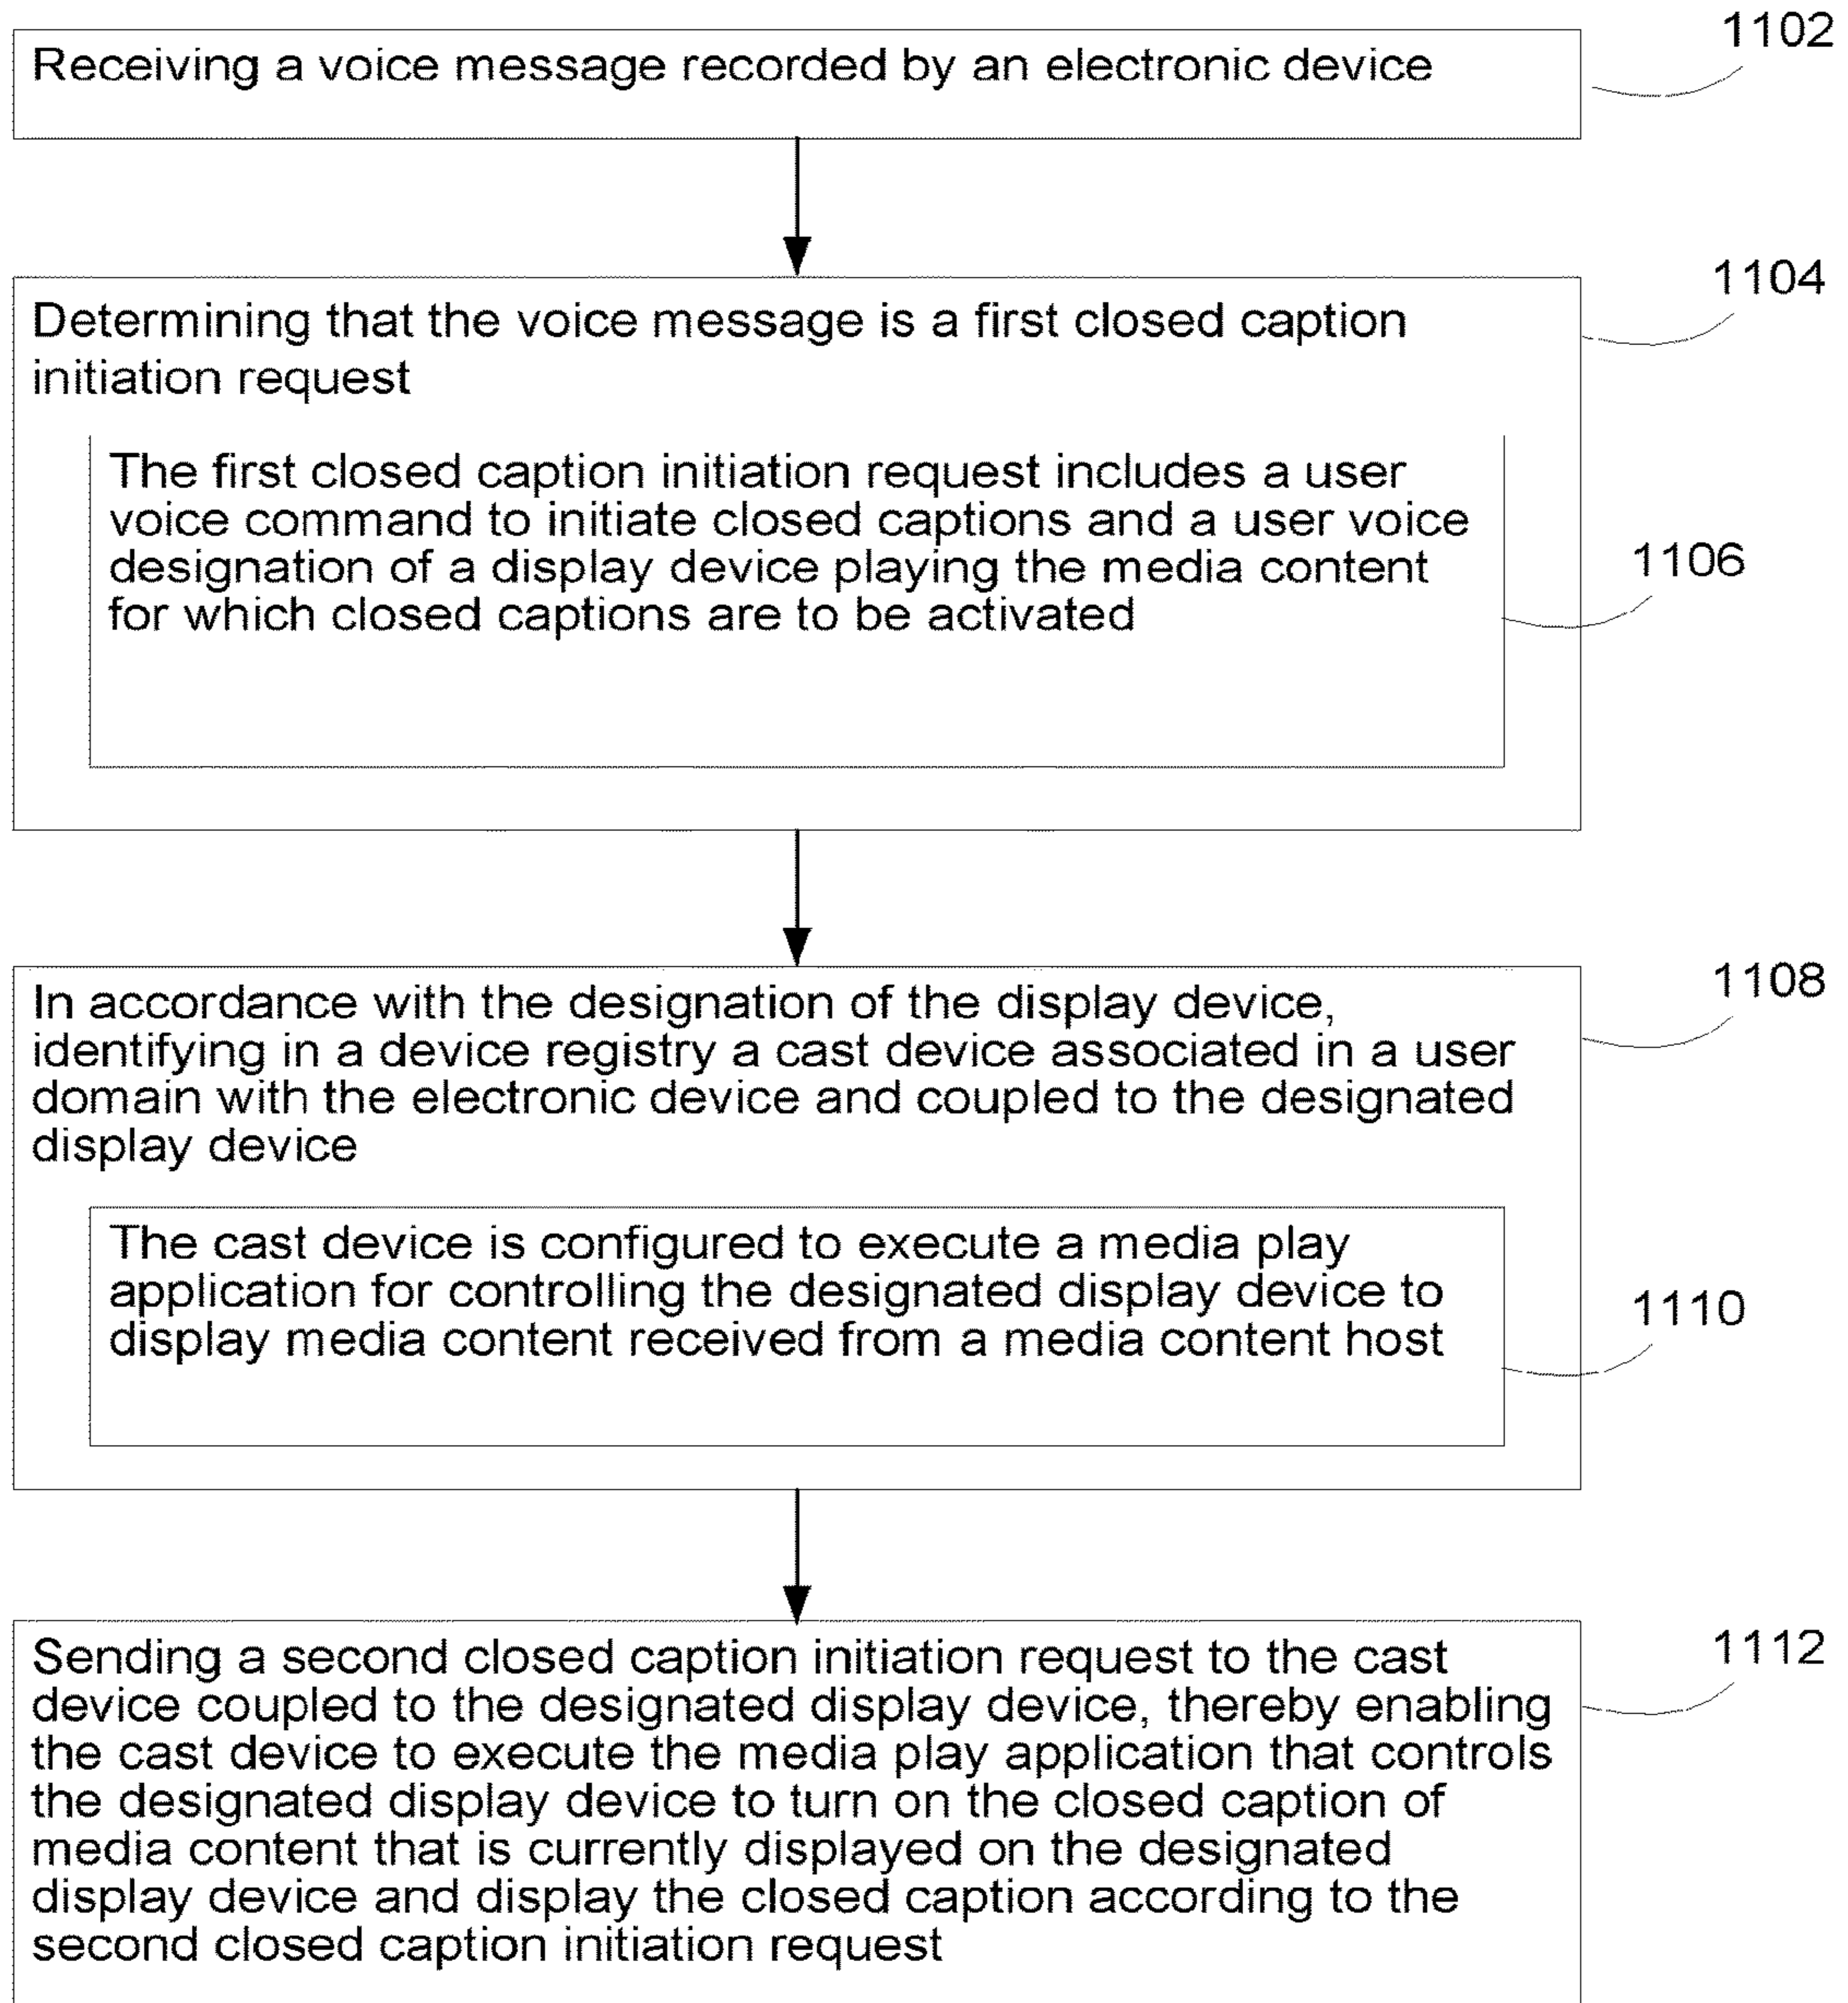 1102
Receiving a voice message recorded by an electronic device
1104
Determining that the voice message is a first closed caption
initiation request
The first closed caption initiation request includes a user
voice command to initiate closed captions and a user voice
designation of a display device playing the media content
for which closed captions are to be activated
1106
1108
In accordance with the designation of the display device,
identifying in a device registry a cast device associated in a user
domain with the electronic device and coupled to the designated
display device
The cast device is configured to execute a media play
application for controlling the designated display device to
display media content received from a media content host
1110
1112
Sending a second closed caption initiation request to the cast
device coupled to the designated display device, thereby enabling
the cast device to execute the media play application that controls
the designated display device to turn on the closed caption of
media content that is currently displayed on the designated
display device and display the closed caption according to the
second closed caption initiation request